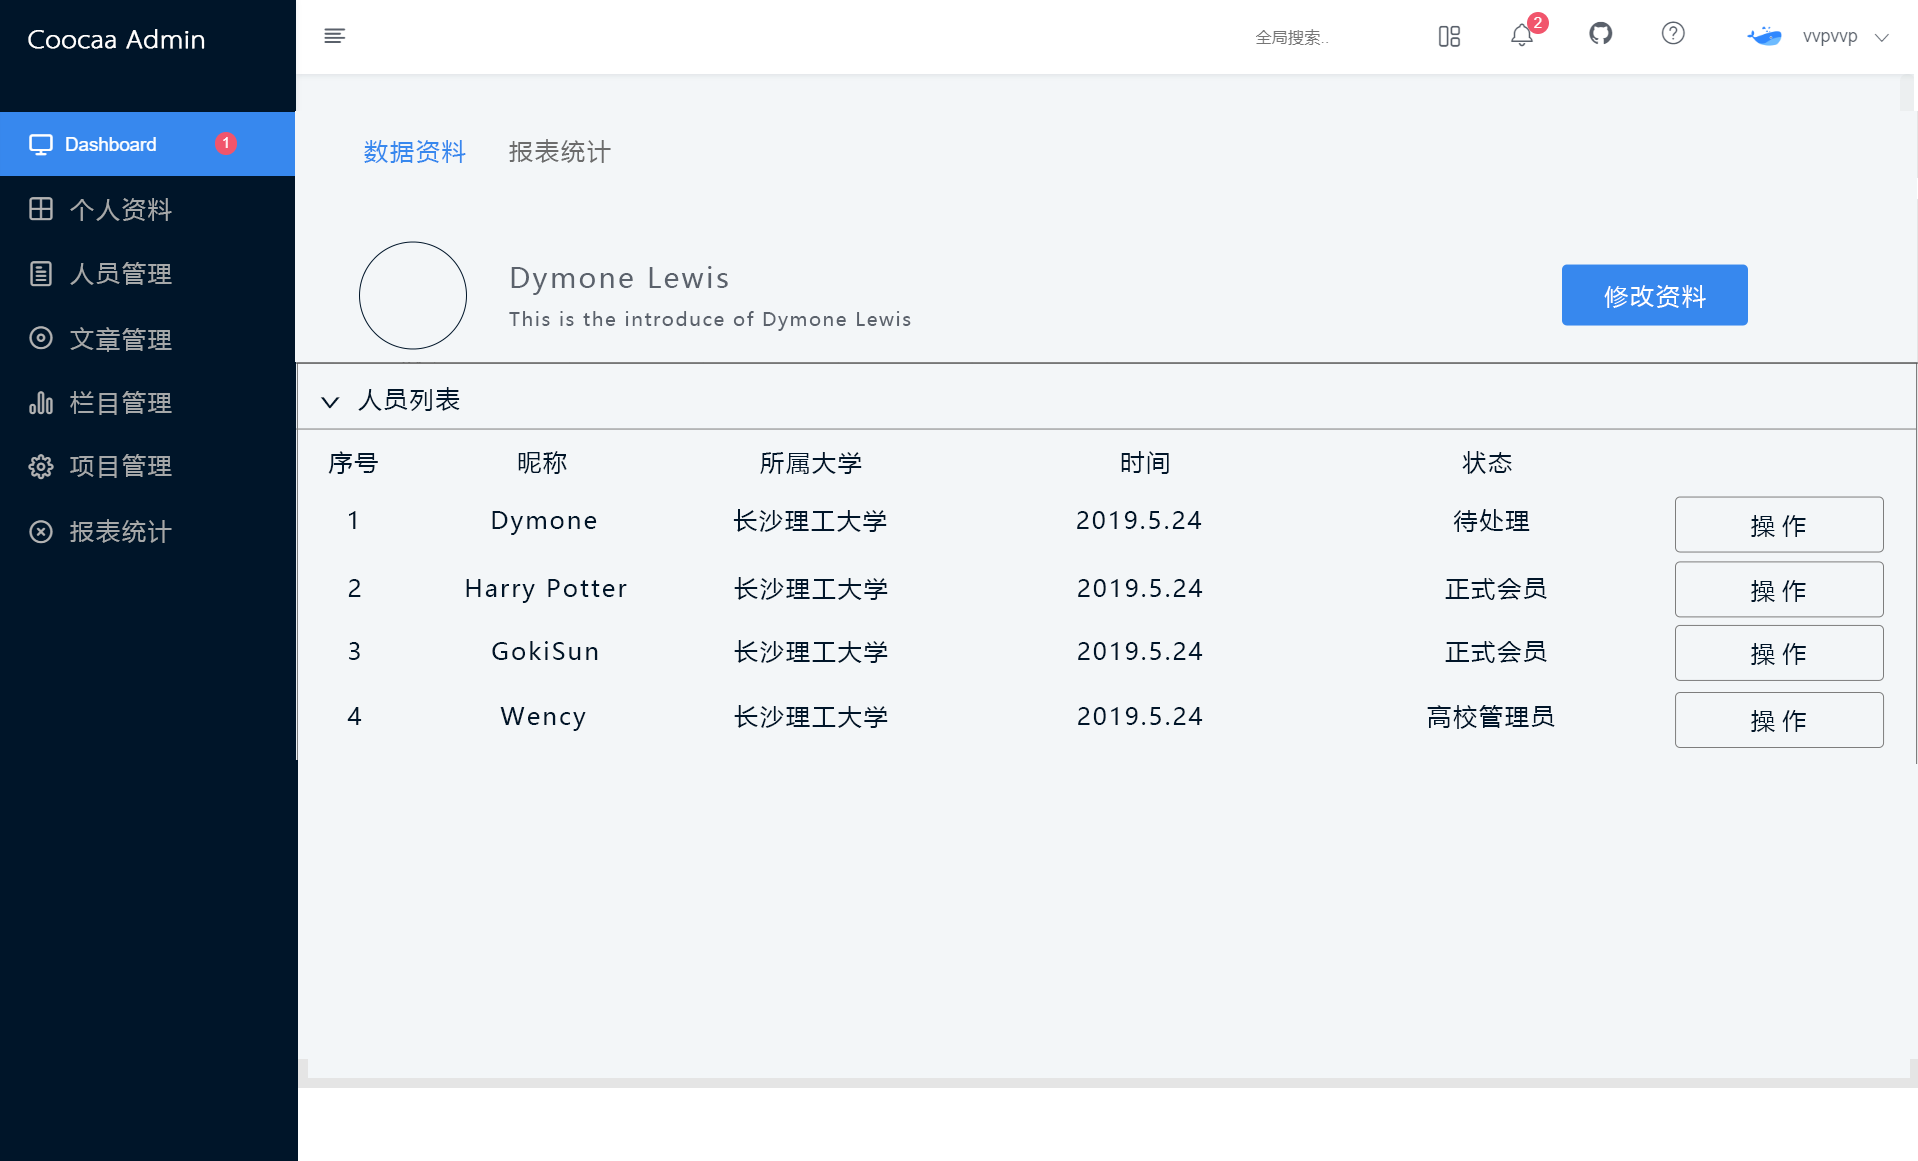 Coocaa Admin
全局搜索..
2
vvpvvp
Dashboard
1
个人资料
人员管理
文章管理
栏目管理
项目管理
报表统计
数据资料
报表统计
Dymone Lewis
This is the introduce of Dymone Lewis
修改资料
人员列表
序号 昵称 所属大学 时间 状态
1 Dymone 长沙理工大学 2019.5.24 待处理 操 作
2 Harry Potter 长沙理工大学 2019.5.24 正式会员 操 作
3 GokiSun 长沙理工大学 2019.5.24 正式会员 操 作
4 Wency 长沙理工大学 2019.5.24 高校管理员 操 作